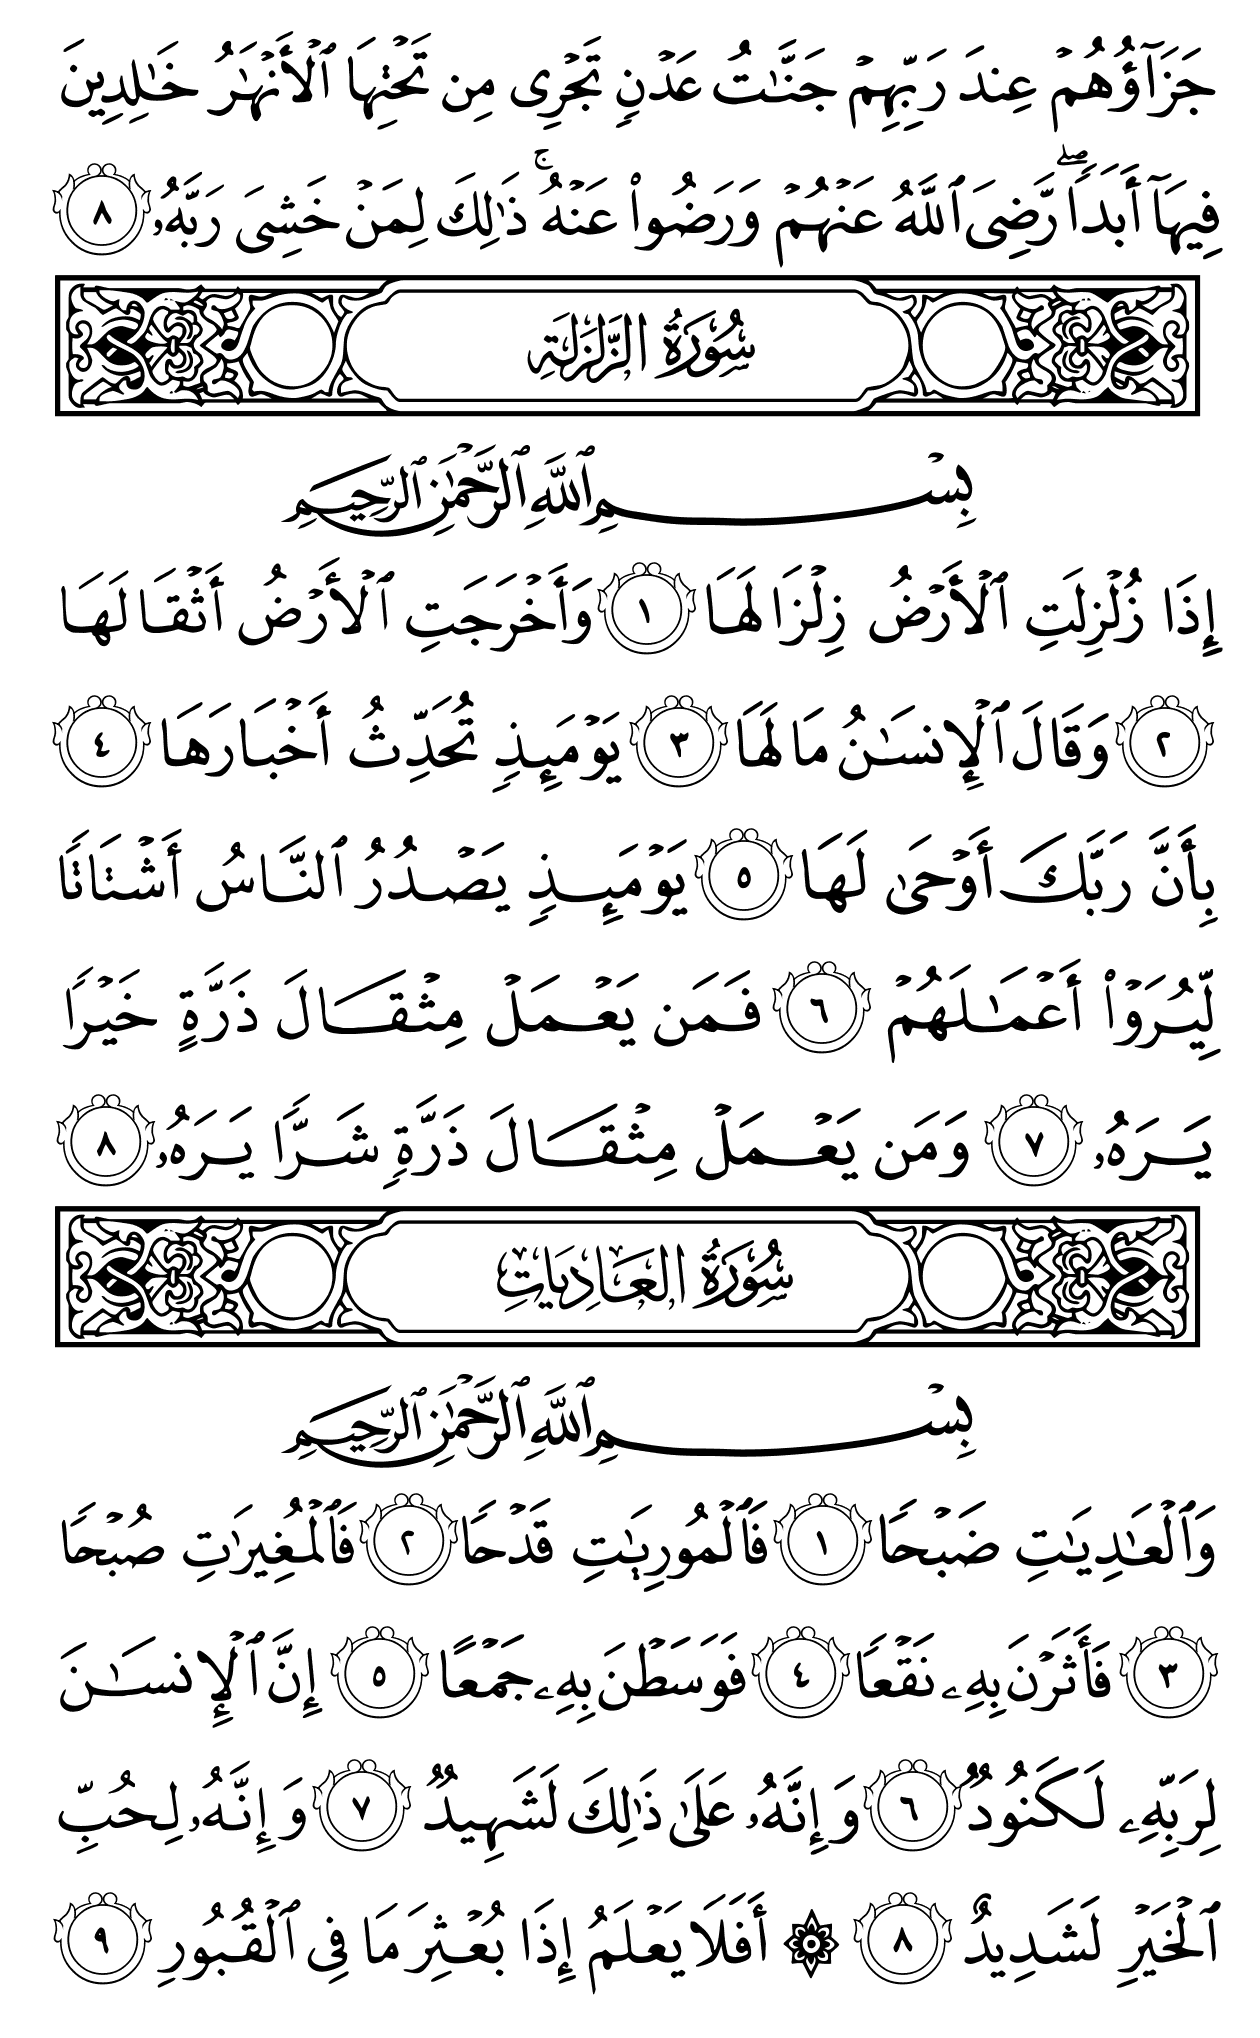 جَزَآؤُهُمْ عِندَ رَبِّهِمْ جَنَّٰتُ عَدْنٍ تَجْرِى مِن تَحْتِهَا ٱلْأَنْهَٰرُ خَٰلِدِينَ
فِيهَآ أَبَدًاۖ رَّضِىَ ٱللَّهُ عَنْهُمْ وَرَضُوا۟ عَنْهُۚ ذَٰلِكَ لِمَنْ خَشِىَ رَبَّهُۥ ٨
سُورَةُ الزَّلْزَلَةِ
بِسْمِ ٱللَّهِ ٱلرَّحْمَٰنِ ٱلرَّحِيمِ
إِذَا زُلْزِلَتِ ٱلْأَرْضُ زِلْزَالَهَا ١ وَأَخْرَجَتِ ٱلْأَرْضُ أَثْقَالَهَا
٢ وَقَالَ ٱلْإِنسَٰنُ مَا لَهَا ٣ يَوْمَئِذٍ تُحَدِّثُ أَخْبَارَهَا ٤
بِأَنَّ رَبَّكَ أَوْحَىٰ لَهَا ٥ يَوْمَئِذٍ يَصْدُرُ ٱلنَّاسُ أَشْتَاتًا
لِّيُرَوْا۟ أَعْمَٰلَهُمْ ٦ فَمَن يَعْمَلْ مِثْقَالَ ذَرَّةٍ خَيْرًا
يَرَهُۥ ٧ وَمَن يَعْمَلْ مِثْقَالَ ذَرَّةٍ شَرًّا يَرَهُۥ ٨
سُورَةُ العَادِيَاتِ
بِسْمِ ٱللَّهِ ٱلرَّحْمَٰنِ ٱلرَّحِيمِ
وَٱلْعَٰدِيَٰتِ ضَبْحًا ١ فَٱلْمُورِيَٰتِ قَدْحًا ٢ فَٱلْمُغِيرَٰتِ صُبْحًا
٣ فَأَثَرْنَ بِهِۦ نَقْعًا ٤ فَوَسَطْنَ بِهِۦ جَمْعًا ٥ إِنَّ ٱلْإِنسَٰنَ
لِرَبِّهِۦ لَكَنُودٌ ٦ وَإِنَّهُۥ عَلَىٰ ذَٰلِكَ لَشَهِيدٌ ٧ وَإِنَّهُۥ لِحُبِّ
ٱلْخَيْرِ لَشَدِيدٌ ٨ ۞ أَفَلَا يَعْلَمُ إِذَا بُعْثِرَ مَا فِى ٱلْقُبُورِ ٩